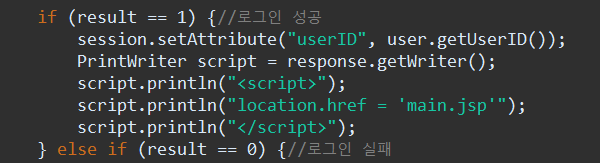 if (result == 1) {//로그인 성공
session.setAttribute("userID", user.getUserID());
PrintWriter script = response.getWriter();
script.println("<script>");
script.println("location.href = 'main.jsp'");
script.println("</script>");
} else if (result == 0) {//로그인 실패